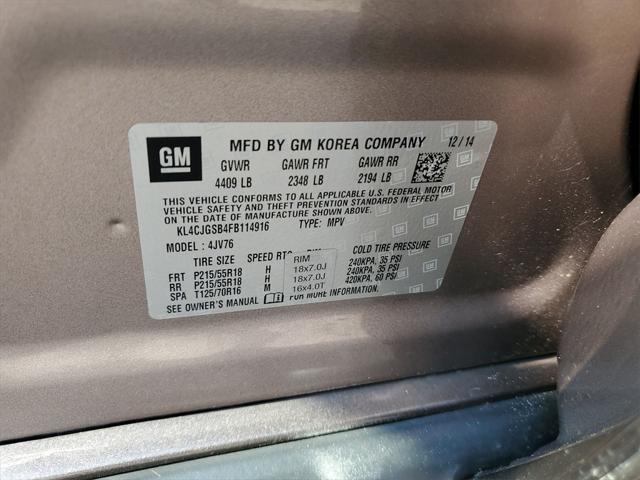 GM
MFD BY GM KOREA COMPANY 12/14
GVWR GAWR FRT GAWR RR
4409 LB 2348 LB 2194 LB
THIS VEHICLE CONFORMS TO ALL APPLICABLE U.S. FEDERAL MOTOR
VEHICLE SAFETY AND THEFT PREVENTION STANDARDS IN EFFECT
ON THE DATE OF MANUFACTURE SHOWN ABOVE.
KL4CJGSB4FB114916 TYPE: MPV
MODEL : 4JV76
TIRE SIZE SPEED RTG RIM COLD TIRE PRESSURE
FRT P215/55R18 H 18x7.0J 240KPA, 35 PSI
RR P215/55R18 H 18x7.0J 240KPA, 35 PSI
SPA T125/70R16 M 16x4.0T 420KPA, 60 PSI
SEE OWNER'S MANUAL FOR MORE INFORMATION.